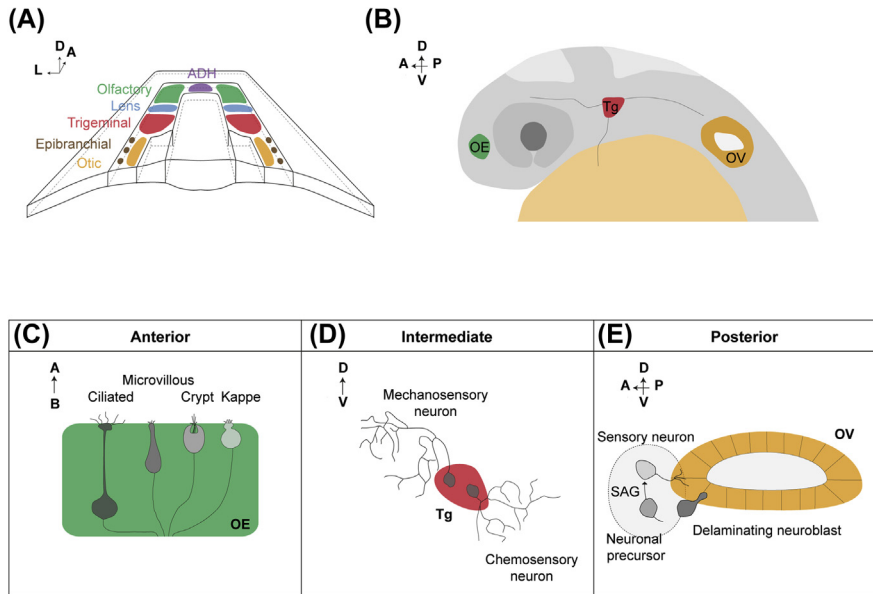 (A)
D
A
L
ADH
Olfactory
Lens
Trigeminal
Epibranchial
Otic
(B)
D
A P
V
Tg
OE
OV
(C) Anterior
A
B
Microvillous
Ciliated Crypt Kappe
OE
(D) Intermediate
D
V
Mechanosensory
neuron
Tg
Chemosensory
neuron
(E) Posterior
D
A P
V
Sensory neuron
OV
SAG
Delaminating neuroblast
Neuronal
precursor